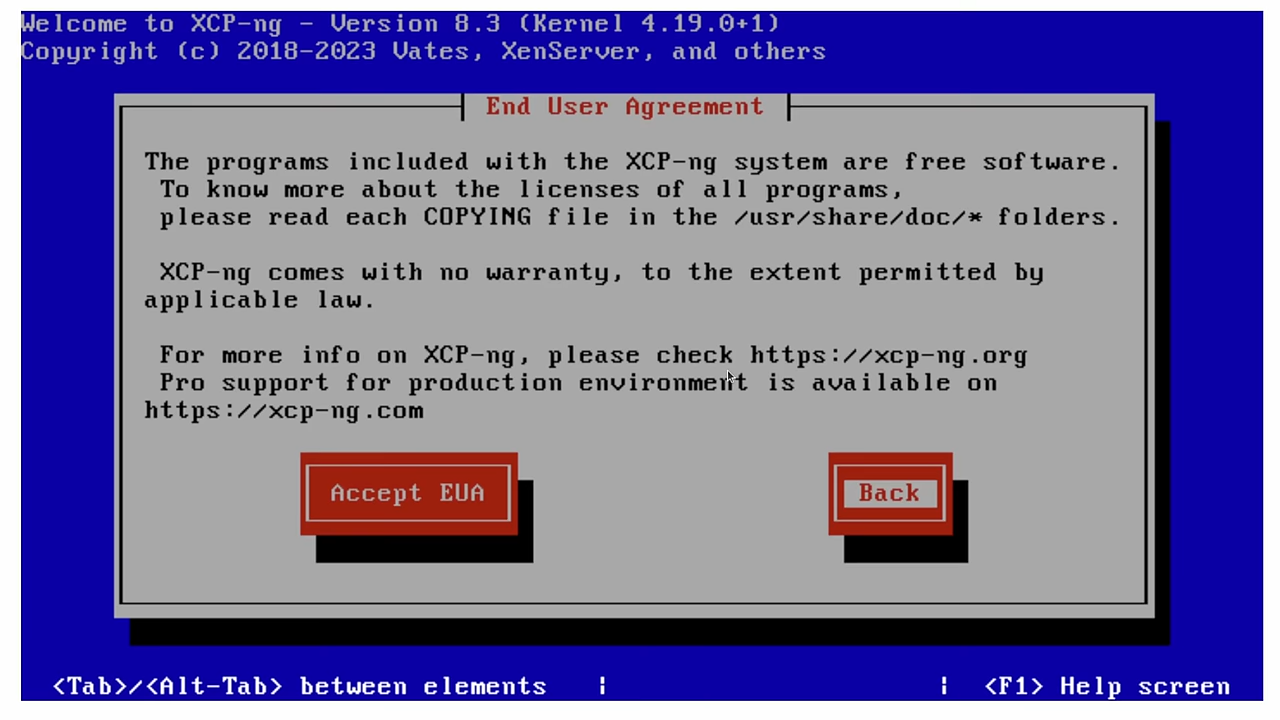 Welcome to XCP-ng - Version 8.3 (Kernel 4.19.0+1)
Copyright (c) 2018-2023 Vates, XenServer, and others
End User Agreement
The programs included with the XCP-ng system are free software.
To know more about the licenses of all programs,
please read each COPYING file in the /usr/share/doc/* folders.
XCP-ng comes with no warranty, to the extent permitted by
applicable law.
For more info on XCP-ng, please check https://xcp-ng.org
Pro support for production environment is available on
https://xcp-ng.com
Accept EUA Back
<Tab>/<Alt-Tab> between elements | | <F1> Help screen